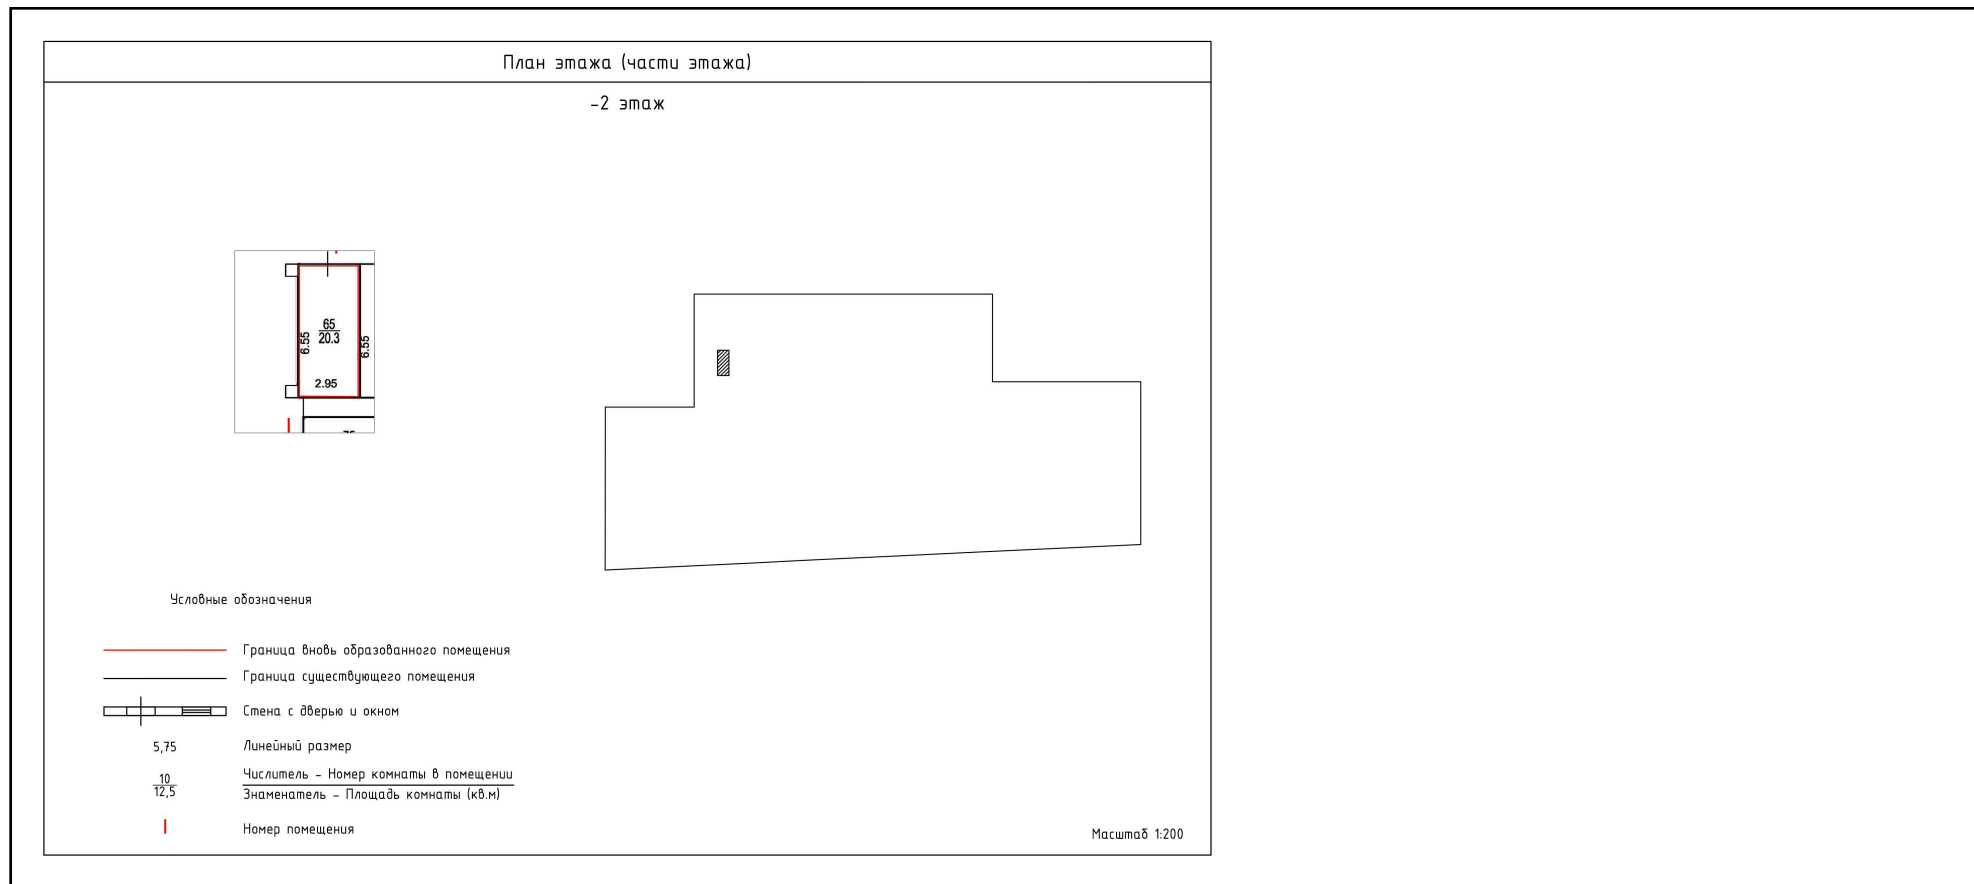 План этажа (части этажа)
-2 этаж
65
20.3
6.55
6.55
2.95
Условные обозначения
Граница вновь образованного помещения
Граница существующего помещения
Стена с дверью и окном
5,75
Линейный размер
10
12,5
Числитель - Номер комнаты в помещении
Знаменатель - Площадь комнаты (кв.м)
I
Номер помещения
Масштаб 1:200